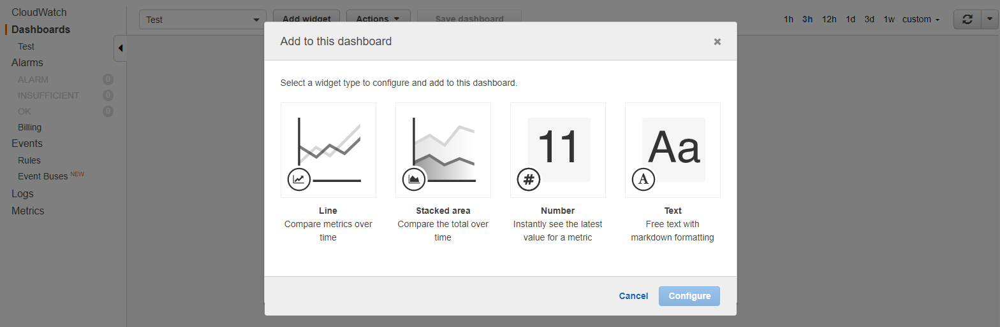 CloudWatch
Dashboards
Test
Alarms
ALARM 0
INSUFFICIENT 0
OK 0
Billing
Events
Rules
Event Buses NEW
Logs
Metrics
Test Add widget Actions Save dashboard 1h 3h 12h 1d 3d 1w custom
Add to this dashboard
Select a widget type to configure and add to this dashboard.
11 Aa
# A
Line
Compare metrics over
time
Stacked area
Compare the total over
time
Number
Instantly see the latest
value for a metric
Text
Free text with
markdown formatting
Cancel Configure